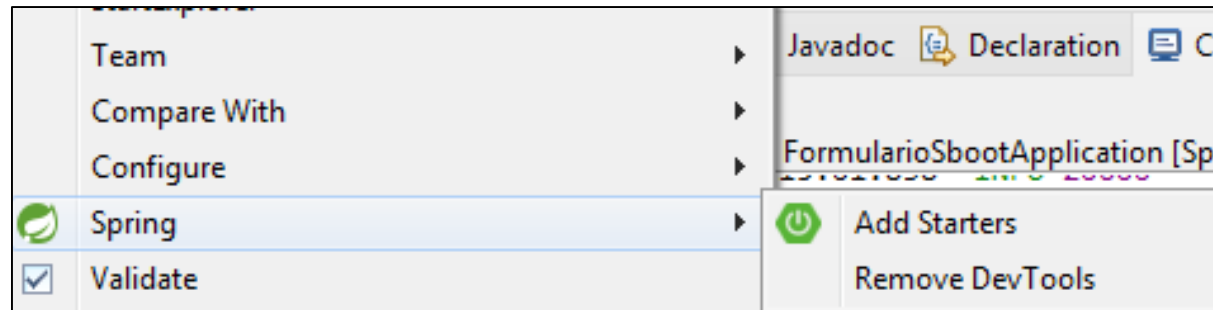 Team
Compare With
Configure
Spring
Validate
Javadoc Declaration
FormularioSbootApplication [Sp
Add Starters
Remove DevTools